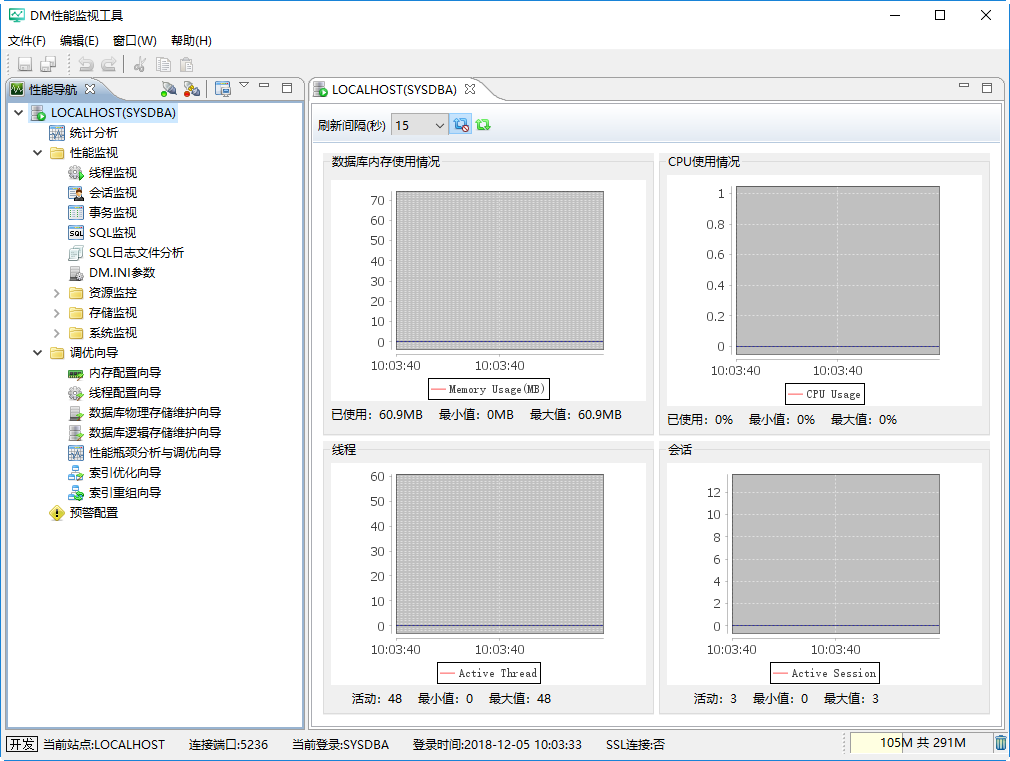 DM性能监视工具
文件(F) 编辑(E) 窗口(W) 帮助(H)
性能导航
LOCALHOST(SYSDBA)
统计分析
性能监视
线程监视
会话监视
事务监视
SQL SQL监视
SQL日志文件分析
DM.INI参数
资源监控
存储监视
系统监视
调优向导
内存配置向导
线程配置向导
数据库物理存储维护向导
数据库逻辑存储维护向导
性能瓶颈分析与调优向导
索引优化向导
索引重组向导
预警配置
LOCALHOST(SYSDBA)
刷新间隔(秒) 15
数据库内存使用情况
70
60
50
40
30
20
10
0
10:03:40 10:03:40
Memory Usage(MB)
已使用: 60.9MB 最小值: 0MB 最大值: 60.9MB
CPU使用情况
1
0.8
0.6
0.4
0.2
0
10:03:40 10:03:40
CPU Usage
已使用: 0% 最小值: 0% 最大值: 0%
线程
60
50
40
30
20
10
0
10:03:40 10:03:40
Active Thread
活动: 48 最小值: 0 最大值: 48
会话
12
10
8
6
4
2
0
10:03:40 10:03:40
Active Session
活动: 3 最小值: 0 最大值: 3
开发 当前站点:LOCALHOST 连接端口:5236 当前登录:SYSDBA 登录时间:2018-12-05 10:03:33 SSL连接:否 105M 共 291M